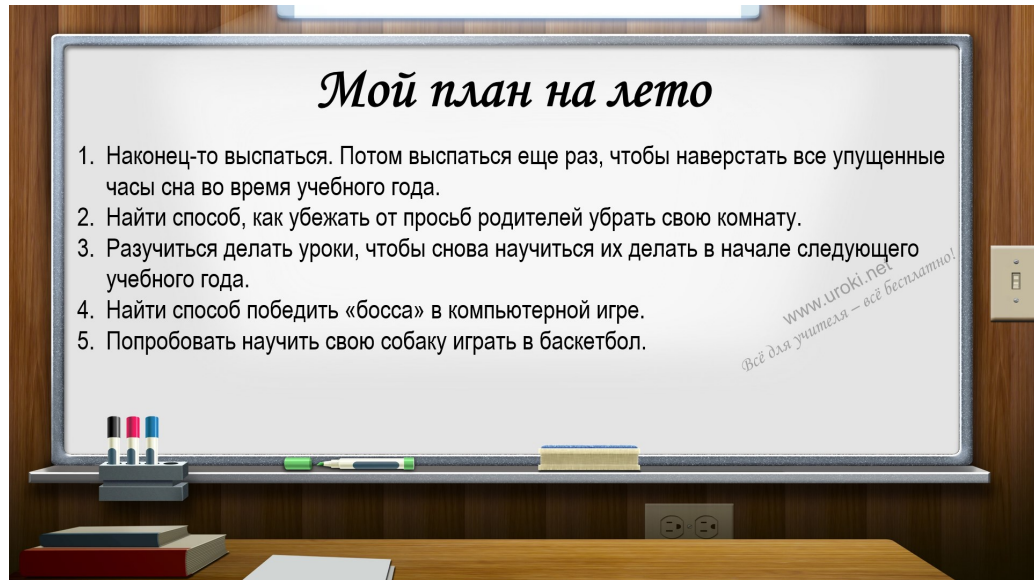 Мой план на лето
1. Наконец-то выспаться. Потом выспаться еще раз, чтобы наверстать все упущенные
часы сна во время учебного года.
2. Найти способ, как убежать от просьб родителей убрать свою комнату.
3. Разучиться делать уроки, чтобы снова научиться их делать в начале следующего
учебного года.
4. Найти способ победить «босса» в компьютерной игре.
5. Попробовать научить свою собаку играть в баскетбол.
www.uroki.net
Всё для учителя – всё бесплатно!